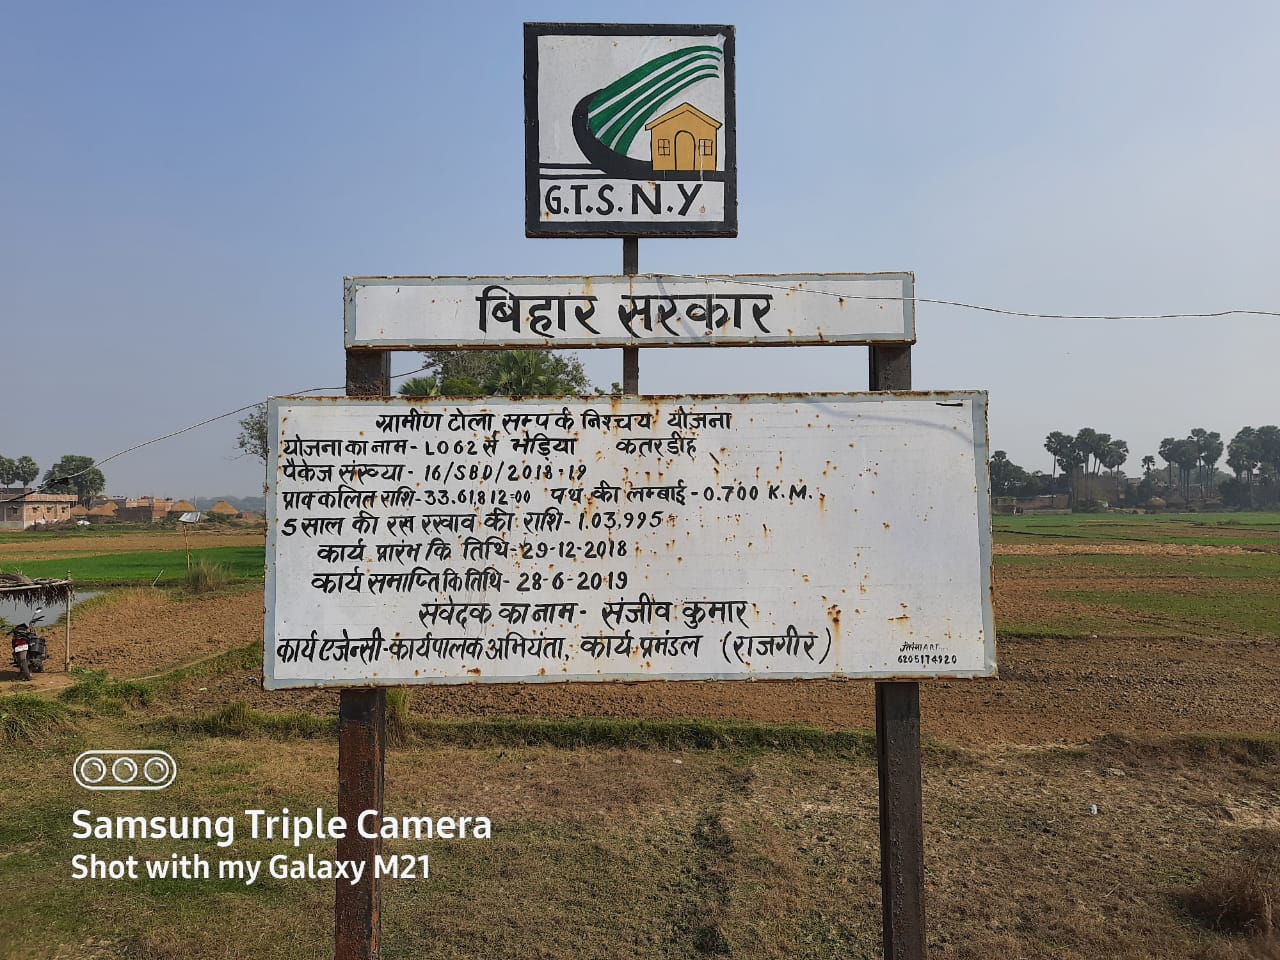 G.T.S.N.Y
बिहार सरकार
ग्रामीण टोला सम्पर्क निश्चय योजना
योजना का नाम - L062 से भेड़िया कतरडीह
पैकेज संख्या - 16/SBD/2018-19
प्राक्कलित राशि - 33.61,812=00 पथ की लम्बाई - 0.700 K.M.
5 साल की रख रखाव की राशि - 1,03,995
कार्य प्रारंभ कि तिथि - 29-12-2018
कार्य समाप्ति कि तिथि - 28-6-2019
संवेदक का नाम - संजीव कुमार
कार्य एजेन्सी - कार्यपालक अभियंता, कार्य प्रमंडल (राजगीर)
ART
6205174920
Samsung Triple Camera
Shot with my Galaxy M21